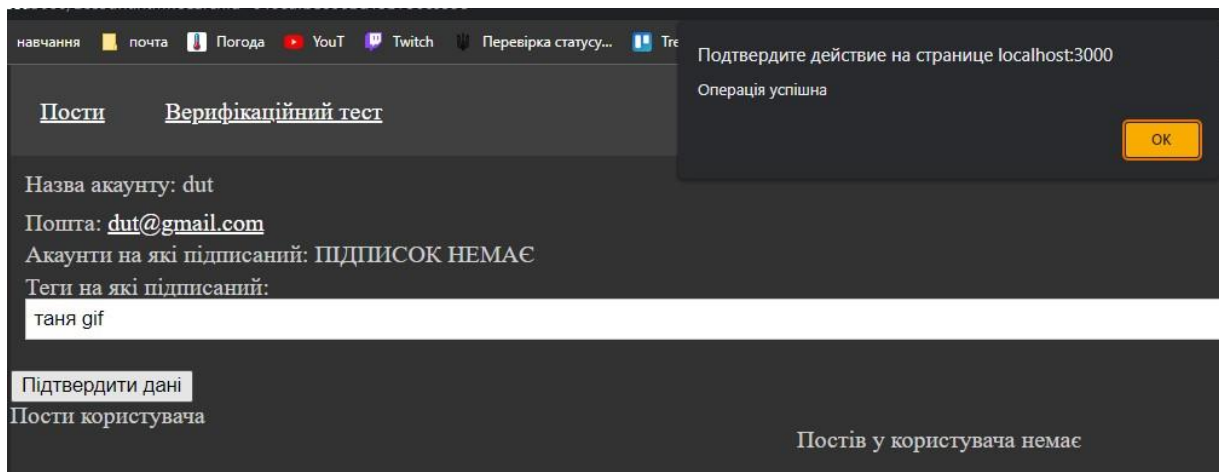 навчання почта Погода YouT Twitch Перевірка статусу... Tre
Подтвердите действие на странице localhost:3000
Операція успішна
ОК
Пости Верифікаційний тест
Назва акаунту: dut
Пошта: dut@gmail.com
Акаунти на які підписаний: ПІДПИСОК НЕМАЄ
Теги на які підписаний:
таня gif
Підтвердити дані
Пости користувача
Постів у користувача немає